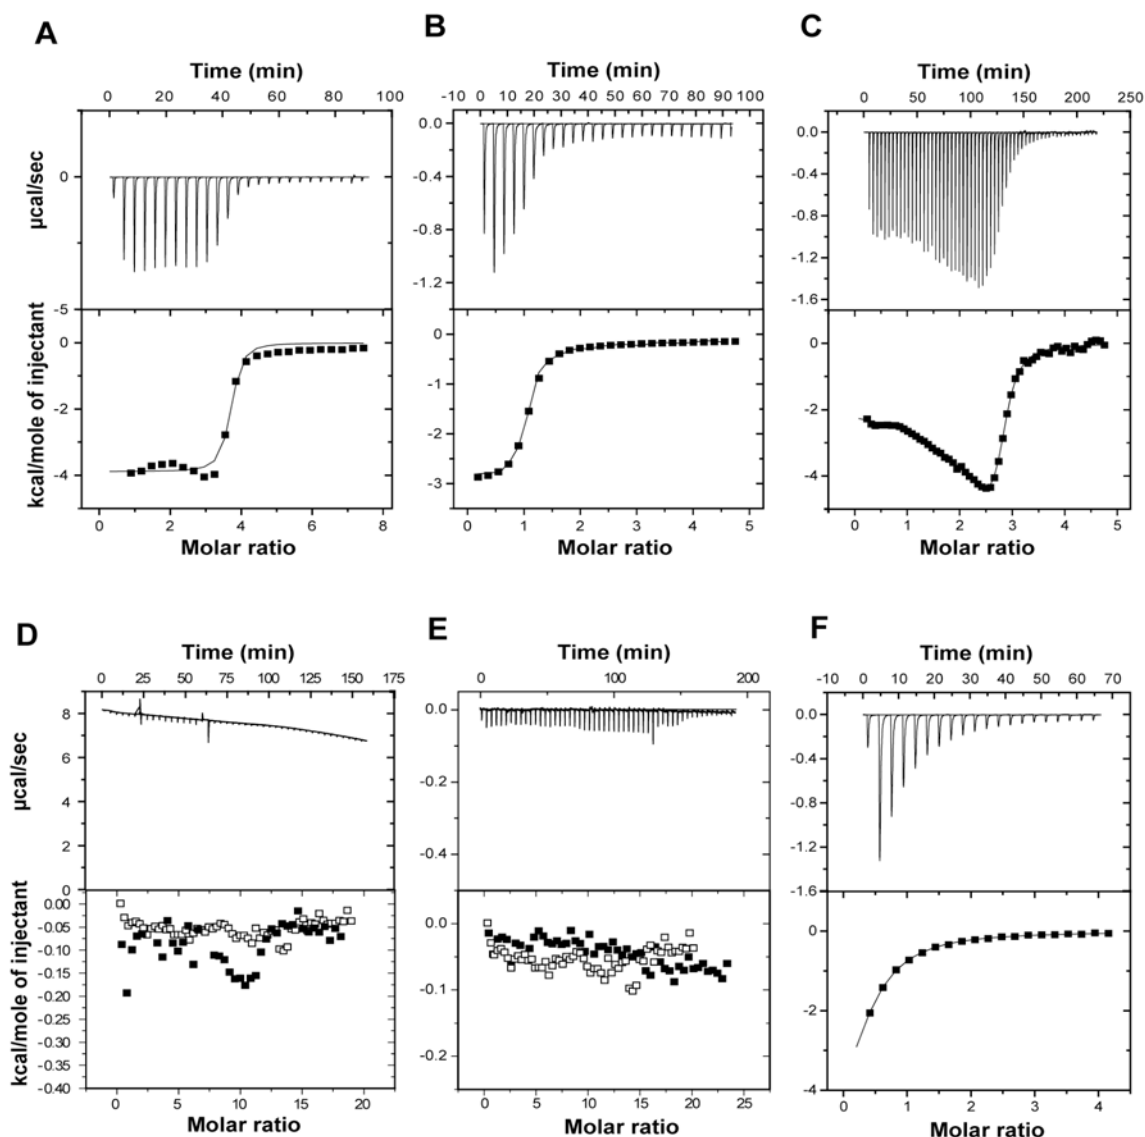 A
B
C
Time (min)
Time (min)
Time (min)
0 20 40 60 80 100
-10 0 10 20 30 40 50 60 70 80 90 100
0 50 100 150 200 250
µcal/sec
0
-5
0.0
-0.4
-0.8
-1.2
0.0
-0.4
-0.8
-1.2
-1.6
kcal/mole of injectant
0
-2
-4
0
-1
-2
-3
0
-2
-4
0 2 4 6 8
0 1 2 3 4 5
0 1 2 3 4 5
Molar ratio
Molar ratio
Molar ratio
D
E
F
Time (min)
Time (min)
Time (min)
0 25 50 75 100 125 150 175
0 100 200
-10 0 10 20 30 40 50 60 70
µcal/sec
8
6
4
2
0
0.0
-0.2
-0.4
0.0
-0.4
-0.8
-1.2
-1.6
kcal/mole of injectant
0.00
-0.05
-0.10
-0.15
-0.20
-0.25
-0.30
-0.35
-0.40
0.0
-0.1
-0.2
0
-2
-4
0 5 10 15 20
0 5 10 15 20 25
0 1 2 3 4
Molar ratio
Molar ratio
Molar ratio